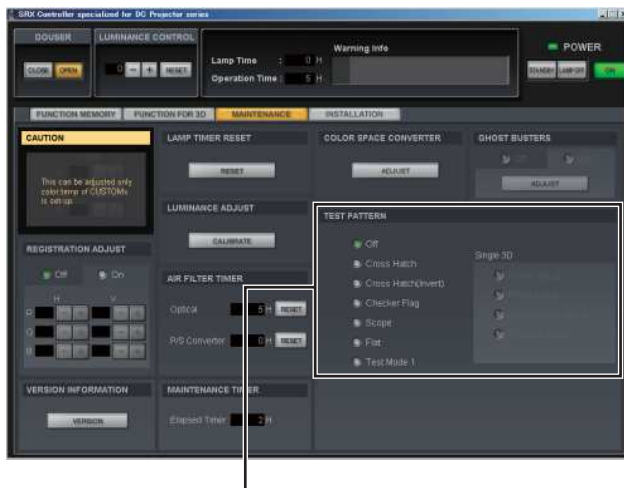 SRX Controller specialized for DC Projector series
DOUSER
CLOSE OPEN
LUMINANCE CONTROL
0 - + RESET
Lamp Time : 0 H
Operation Time : 5 H
Warning Info
POWER
STANDBY LAMP OFF ON
FUNCTION MEMORY FUNCTION FOR 3D MAINTENANCE INSTALLATION
CAUTION
This can be adjusted only
color temp of CUSTOMs
is set-up.
REGISTRATION ADJUST
Off On
H V
R
G
B
VERSION INFORMATION
VERSION
LAMP TIMER RESET
RESET
LUMINANCE ADJUST
CALIBRATE
AIR FILTER TIMER
Optical 5 H RESET
P/S Converter 0 H RESET
MAINTENANCE TIMER
Elapsed Timer 2 H
COLOR SPACE CONVERTER
ADJUST
GHOST BUSTERS
Off
ADJUST
TEST PATTERN
Off
Cross Hatch
Cross Hatch(Invert)
Checker Flag
Scope
Flat
Test Mode 1
Single 3D